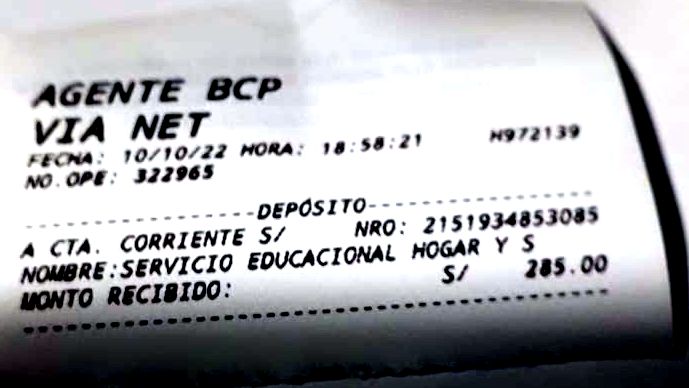 AGENTE BCP
VIA NET
FECHA: 10/10/22 HORA: 18:58:21 H972139
NO.OPE: 322965
DEPÓSITO
A CTA. CORRIENTE S/ NRO: 2151934853085
NOMBRE:SERVICIO EDUCACIONAL HOGAR Y S
MONTO RECIBIDO: S/ 285.00